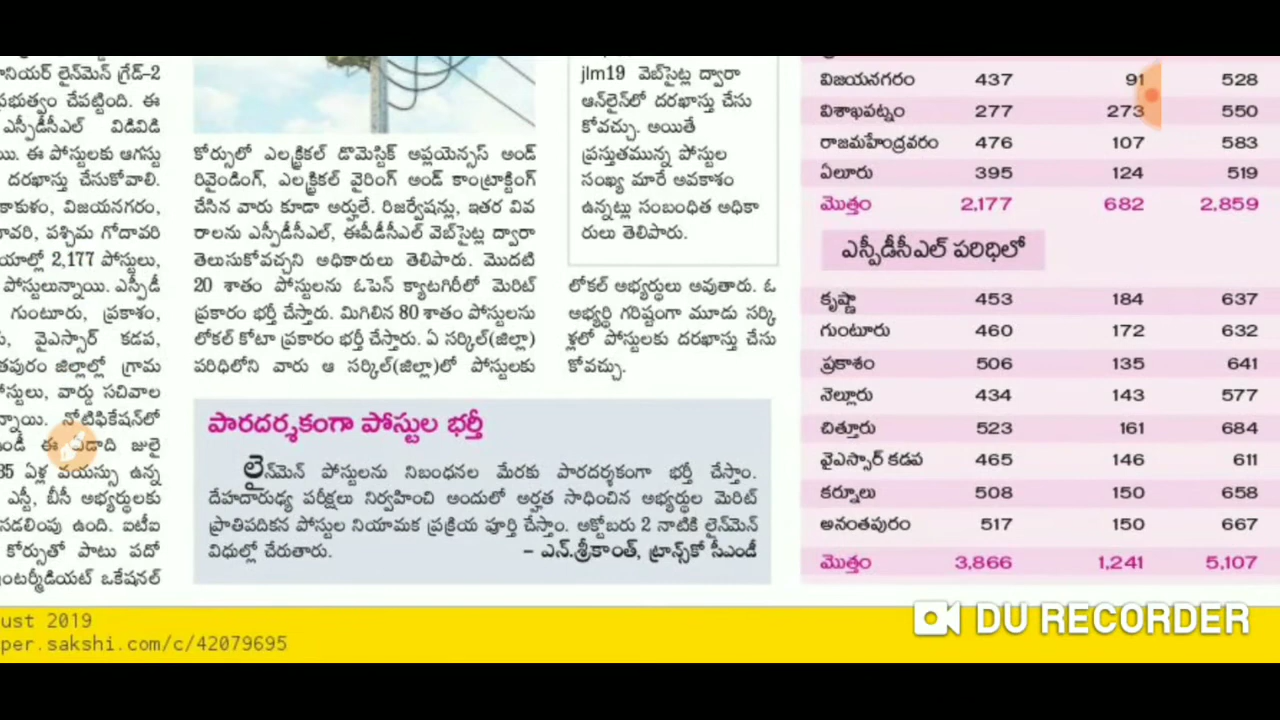 ానియర్ లైన్‌మెన్ గ్రేడ్–2
భుత్వం చేపట్టింది. ఈ
ఎస్పీడీసీఎల్ విడివిడి
యి. ఈ పోస్టులకు ఆగస్టు
దరఖాస్తు చేసుకోవాలి.
కాకుళం, విజయనగరం,
ావరి, పశ్చిమ గోదావరి
యాల్లో 2,177 పోస్టులు,
పోస్టులున్నాయి. ఎస్పీడీ
గుంటూరు, ప్రకాశం,
ు, వైఎస్సార్ కడప,
తపురం జిల్లాల్లో గ్రామ
ోస్టులు, వార్డు సచివాల
న్నాయి. నోటిఫికేషన్‌లో
ండి ఈ ఏడాది జులై
35 ఏళ్ల వయస్సు ఉన్న
ఎస్టీ, బీసీ అభ్యర్థులకు
సడలింపు ఉంది. ఐటీఐ
కోర్సుతో పాటు పదో
ఇంటర్మీడియట్ ఒకేషనల్
కోర్సులో ఎలక్ట్రికల్ డొమెస్టిక్ అప్లయెన్సస్ అండ్
రివైండింగ్, ఎలక్ట్రికల్ వైరింగ్ అండ్ కాంట్రాక్టింగ్
చేసిన వారు కూడా అర్హులే. రిజర్వేషన్లు, ఇతర వివ
రాలను ఎస్పీడీసీఎల్, ఈపీడీసీఎల్ వెబ్‌సైట్ల ద్వారా
తెలుసుకోవచ్చని అధికారులు తెలిపారు. మొదటి
20 శాతం పోస్టులను ఓపెన్ క్యాటగిరీలో మెరిట్
ప్రకారం భర్తీ చేస్తారు. మిగిలిన 80 శాతం పోస్టులను
లోకల్ కోటా ప్రకారం భర్తీ చేస్తారు. ఏ సర్కిల్(జిల్లా)
పరిధిలోని వారు ఆ సర్కిల్(జిల్లా)లో పోస్టులకు
jlm19 వెబ్‌సైట్ల ద్వారా
ఆన్‌లైన్‌లో దరఖాస్తు చేసు
కోవచ్చు. అయితే
ప్రస్తుతమున్న పోస్టుల
సంఖ్య మారే అవకాశం
ఉన్నట్లు సంబంధిత అధికా
రులు తెలిపారు.
లోకల్ అభ్యర్థులు అవుతారు. ఓ
అభ్యర్థి గరిష్టంగా మూడు సర్కి
ళ్లలో పోస్టులకు దరఖాస్తు చేసు
కోవచ్చు.
పారదర్శకంగా పోస్టుల భర్తీ
లైన్‌మెన్ పోస్టులను నిబంధనల మేరకు పారదర్శకంగా భర్తీ చేస్తాం.
దేహదారుఢ్య పరీక్షలు నిర్వహించి అందులో అర్హత సాధించిన అభ్యర్థుల మెరిట్
ప్రాతిపదికన పోస్టుల నియామక ప్రక్రియ పూర్తి చేస్తాం. అక్టోబరు 2 నాటికి లైన్‌మెన్
విధుల్లో చేరుతారు. – ఎన్.శ్రీకాంత్, ట్రాన్స్‌కో సీఎండీ
విజయనగరం 437 91 528
విశాఖపట్నం 277 273 550
రాజమహేంద్రవరం 476 107 583
ఏలూరు 395 124 519
మొత్తం 2,177 682 2,859
ఎస్పీడీసీఎల్ పరిధిలో
కృష్ణా 453 184 637
గుంటూరు 460 172 632
ప్రకాశం 506 135 641
నెల్లూరు 434 143 577
చిత్తూరు 523 161 684
వైఎస్సార్ కడప 465 146 611
కర్నూలు 508 150 658
అనంతపురం 517 150 667
మొత్తం 3,866 1,241 5,107
ust 2019
per.sakshi.com/c/42079695
DU RECORDER